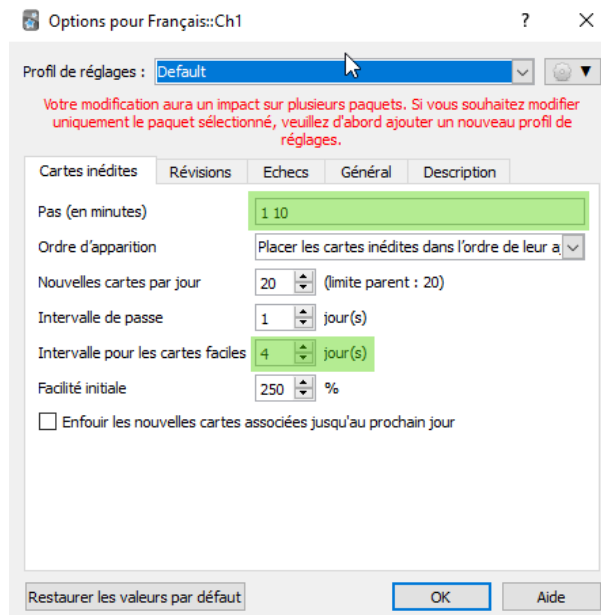 Options pour Français::Ch1 ?
Profil de réglages : Default
Votre modification aura un impact sur plusieurs paquets. Si vous souhaitez modifier
uniquement le paquet sélectionné, veuillez d'abord ajouter un nouveau profil de
réglages.
Cartes inédites Révisions Echecs Général Description
Pas (en minutes) 1 10
Ordre d'apparition Placer les cartes inédites dans l'ordre de leur a
Nouvelles cartes par jour 20 (limite parent : 20)
Intervalle de passe 1 jour(s)
Intervalle pour les cartes faciles 4 jour(s)
Facilité initiale 250 %
Enfouir les nouvelles cartes associées jusqu'au prochain jour
Restaurer les valeurs par défaut OK Aide